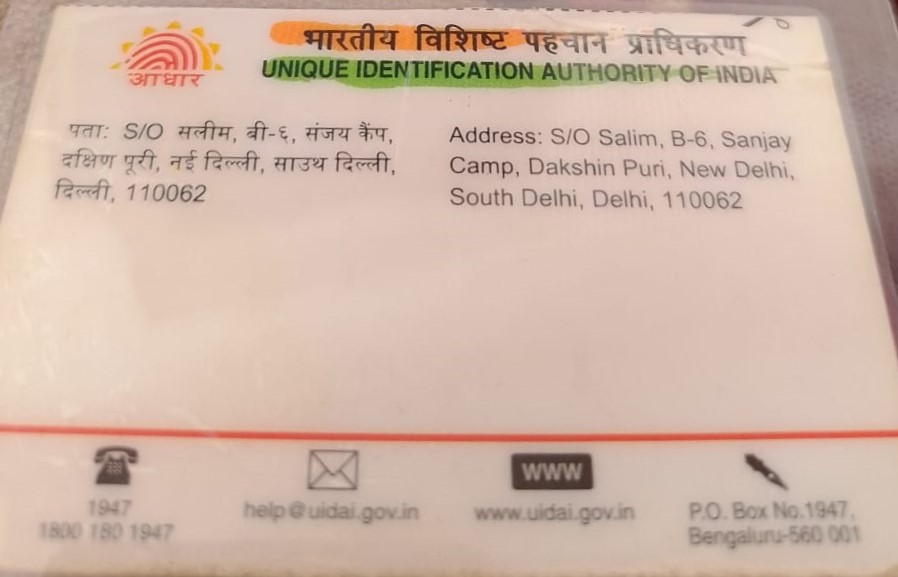 आधार
भारतीय विशिष्ट पहचान प्राधिकरण
UNIQUE IDENTIFICATION AUTHORITY OF INDIA
पता: S/O सलीम, बी-६, संजय कैंप,
दक्षिण पूरी, नई दिल्ली, साउथ दिल्ली,
दिल्ली, 110062
Address: S/O Salim, B-6, Sanjay
Camp, Dakshin Puri, New Delhi,
South Delhi, Delhi, 110062
1947
1800 180 1947
help@uidai.gov.in
www
www.uidai.gov.in
P.O. Box No.1947,
Bengaluru-560 001